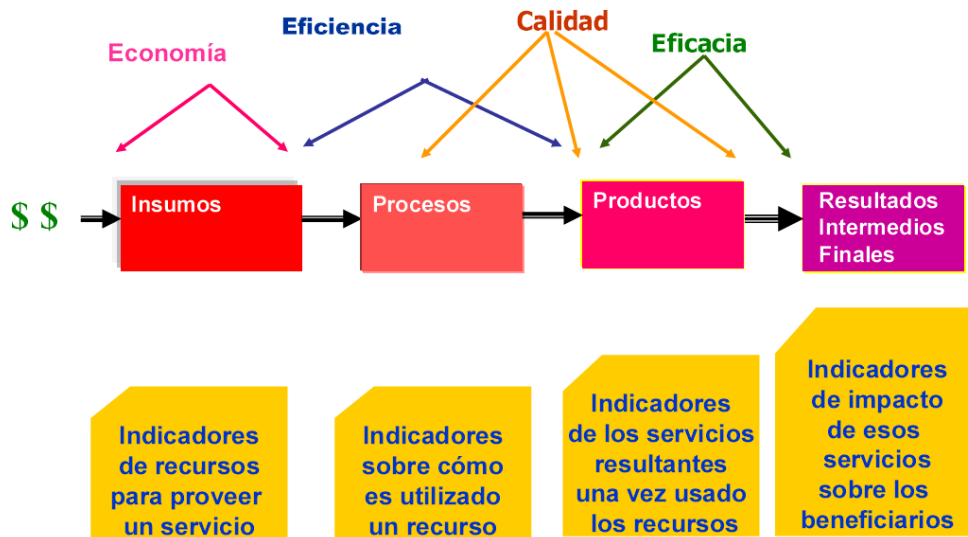 Economía
Eficiencia
Calidad
Eficacia
$ $
Insumos
Procesos
Productos
Resultados
Intermedios
Finales
Indicadores
de recursos
para proveer
un servicio
Indicadores
sobre cómo
es utilizado
un recurso
Indicadores
de los servicios
resultantes
una vez usado
los recursos
Indicadores
de impacto
de esos
servicios
sobre los
beneficiarios